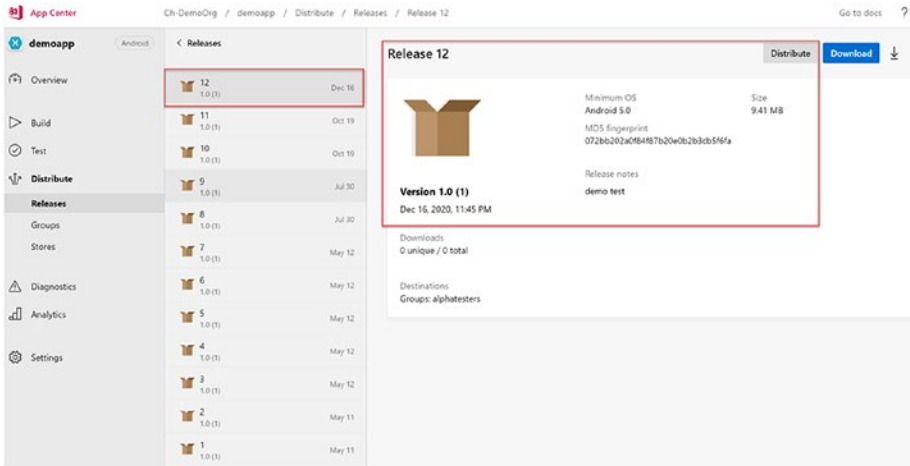 App Center
Ch-DemoOrg / demoapp / Distribute / Releases / Release 12
Go to docs ?
demoapp
Android
Overview
Build
Test
Distribute
Releases
Groups
Stores
Diagnostics
Analytics
Settings
< Releases
12
1.0 (1)
Dec 16
11
1.0 (1)
Oct 19
10
1.0 (1)
Oct 19
9
1.0 (1)
Jul 30
8
1.0 (1)
Jul 30
7
1.0 (1)
May 12
6
1.0 (1)
May 12
5
1.0 (1)
May 12
4
1.0 (1)
May 12
3
1.0 (1)
May 12
2
1.0 (1)
May 11
1
1.0 (1)
May 11
Release 12
Distribute
Download
Minimum OS
Android 5.0
Size
9.41 MB
MD5 fingerprint
Release notes
demo test
Version 1.0 (1)
Dec 16, 2020, 11:45 PM
Downloads
0 unique / 0 total
Destinations
Groups: alphatesters